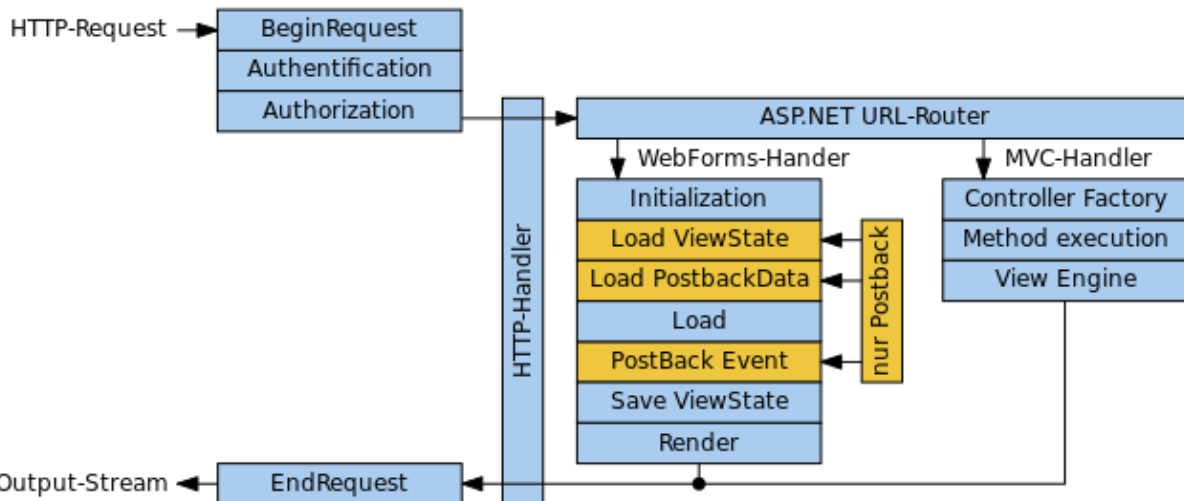 HTTP-Request
BeginRequest
Authentification
Authorization
HTTP-Handler
ASP.NET URL-Router
WebForms-Hander
MVC-Handler
Initialization
Load ViewState
Load PostbackData
Load
PostBack Event
Save ViewState
Render
nur Postback
Controller Factory
Method execution
View Engine
Output-Stream
EndRequest